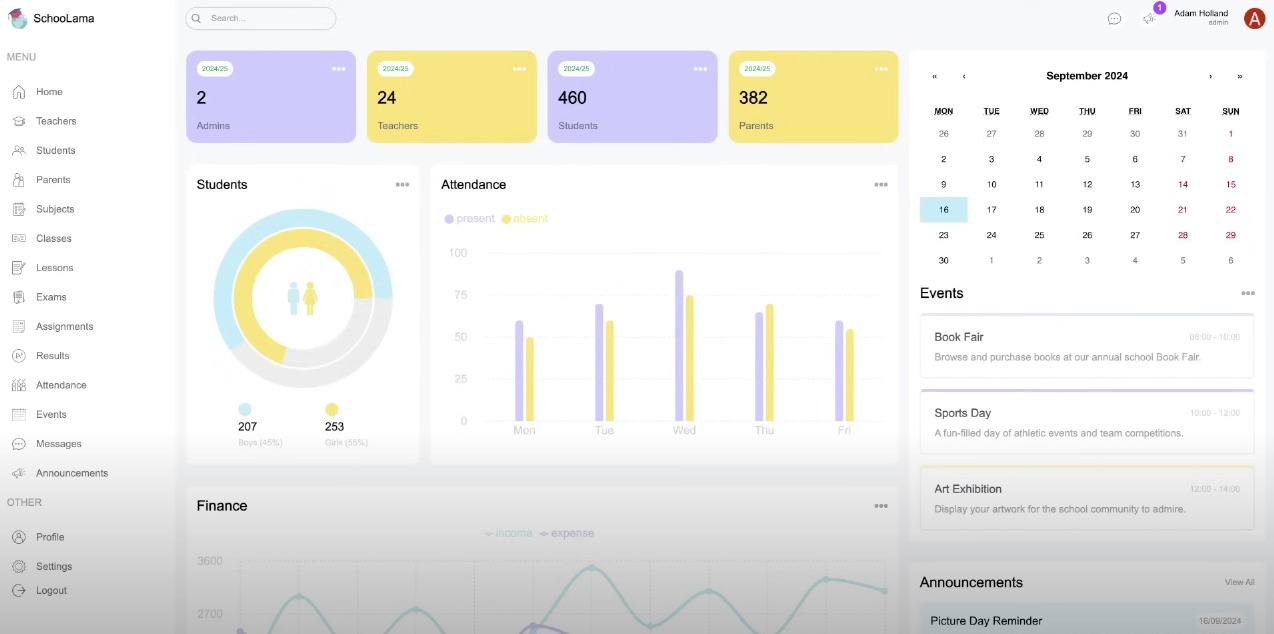 SchooLama
MENU
Home
Teachers
Students
Parents
Subjects
Classes
Lessons
Exams
Assignments
Results
Attendance
Events
Messages
Announcements
OTHER
Profile
Settings
Logout
Search...
1
Adam Holland
admin
A
2024/25
2
Admins
2024/25
24
Teachers
2024/25
460
Students
2024/25
382
Parents
Students
207
Boys (45%)
253
Girls (55%)
Attendance
present absent
100
75
50
25
0
Mon Tue Wed Thu Fri
Finance
income expense
3600
2700
« ‹ September 2024 › »
MON TUE WED THU FRI SAT SUN
26 27 28 29 30 31 1
2 3 4 5 6 7 8
9 10 11 12 13 14 15
16 17 18 19 20 21 22
23 24 25 26 27 28 29
30 1 2 3 4 5 6
Events
Book Fair 08:00 - 10:00
Browse and purchase books at our annual school Book Fair.
Sports Day 10:00 - 12:00
A fun-filled day of athletic events and team competitions.
Art Exhibition 12:00 - 14:00
Display your artwork for the school community to admire.
Announcements View All
Picture Day Reminder 16/09/2024